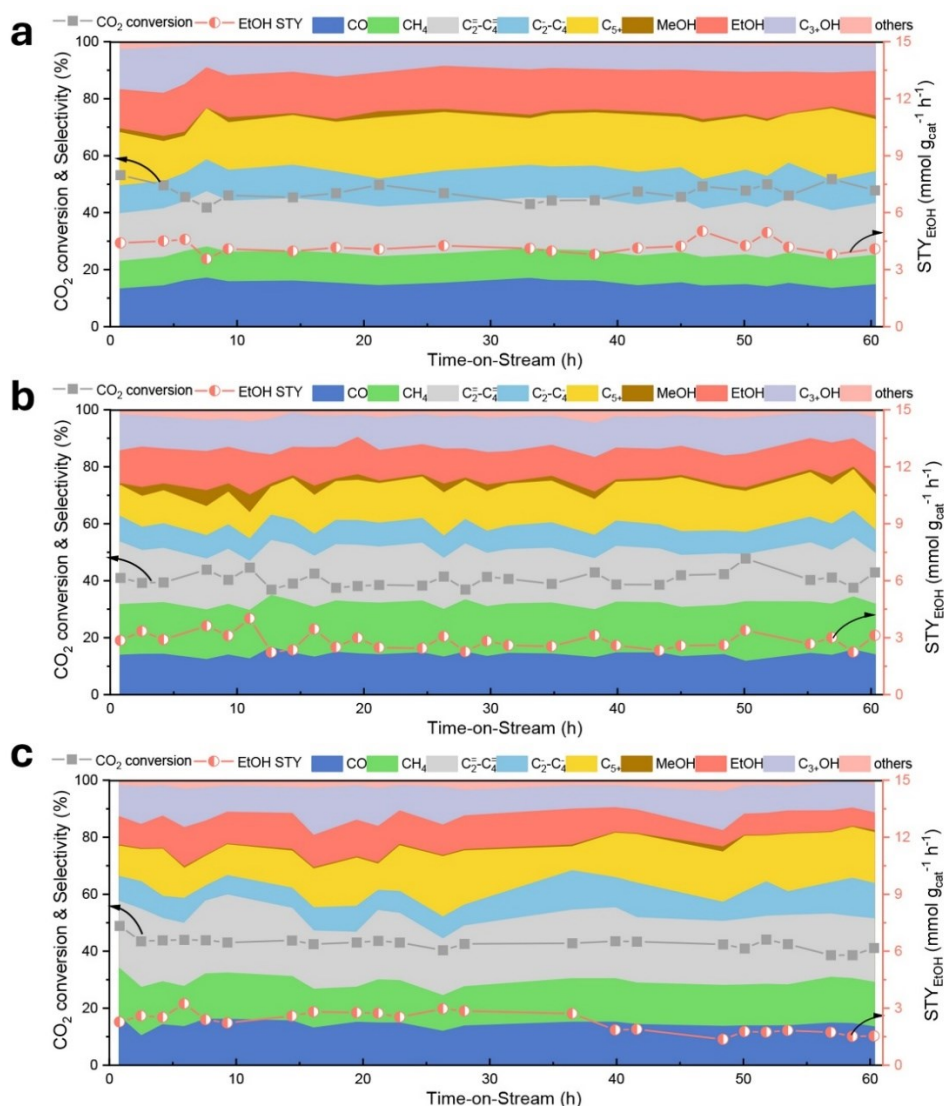 a
CO₂ conversion EtOH STY CO CH₄ C₂⁼-C₄⁼ C₂⁻-C₄⁻ C₅₊ MeOH EtOH C₃₊OH others
CO₂ conversion & Selectivity (%)
100
80
60
40
20
0
15
12
9
6
3
0
STY_EtOH (mmol g_cat⁻¹ h⁻¹)
0 10 20 30 40 50 60
Time-on-Stream (h)
b
CO₂ conversion EtOH STY CO CH₄ C₂⁼-C₄⁼ C₂⁻-C₄⁻ C₅₊ MeOH EtOH C₃₊OH others
CO₂ conversion & Selectivity (%)
100
80
60
40
20
0
15
12
9
6
3
0
STY_EtOH (mmol g_cat⁻¹ h⁻¹)
0 10 20 30 40 50 60
Time-on-Stream (h)
c
CO₂ conversion EtOH STY CO CH₄ C₂⁼-C₄⁼ C₂⁻-C₄⁻ C₅₊ MeOH EtOH C₃₊OH others
CO₂ conversion & Selectivity (%)
100
80
60
40
20
0
15
12
9
6
3
0
STY_EtOH (mmol g_cat⁻¹ h⁻¹)
0 10 20 30 40 50 60
Time-on-Stream (h)